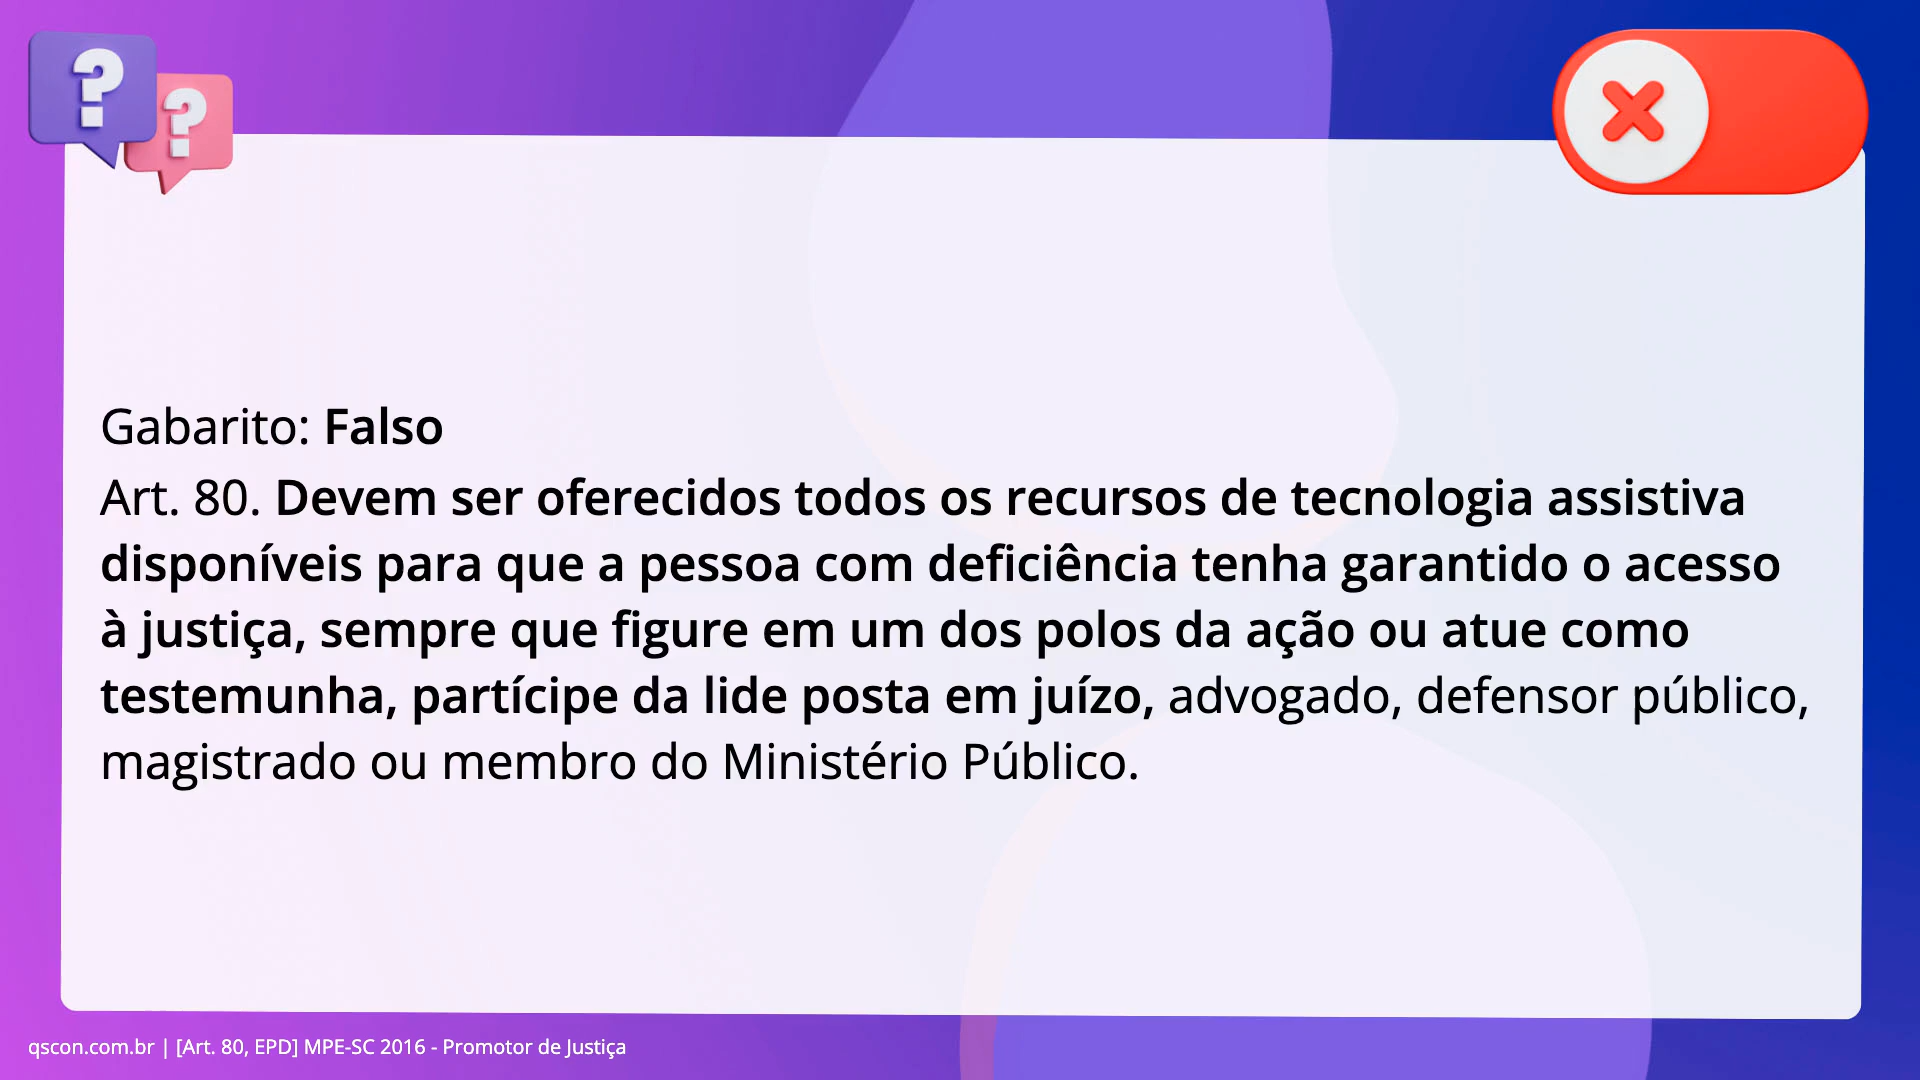 ? ?
Gabarito: Falso
Art. 80. Devem ser oferecidos todos os recursos de tecnologia assistiva
disponíveis para que a pessoa com deficiência tenha garantido o acesso
à justiça, sempre que figure em um dos polos da ação ou atue como
testemunha, partícipe da lide posta em juízo, advogado, defensor público,
magistrado ou membro do Ministério Público.
qscon.com.br | [Art. 80, EPD] MPE-SC 2016 - Promotor de Justiça